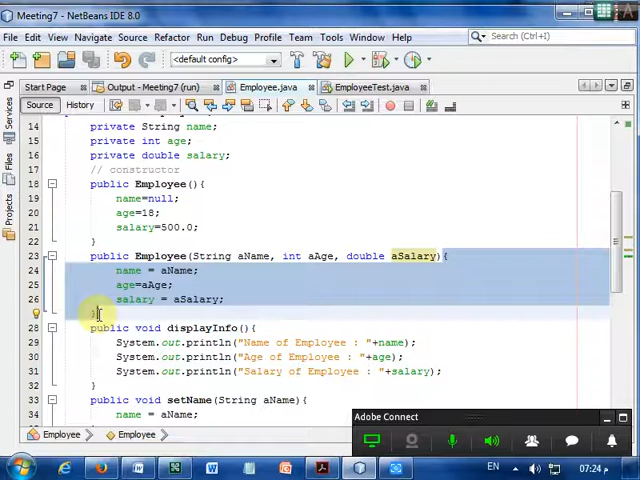 Meeting7 - NetBeans IDE 8.0
File Edit View Navigate Source Refactor Run Debug Profile Team Tools Window Help
Search (Ctrl+I)
<default config>
Start Page Output - Meeting7 (run) Employee.java EmployeeTest.java
Source History
Services
Files
Projects
14 private String name;
15 private int age;
16 private double salary;
17 // constructor
18 public Employee(){
19 name=null;
20 age=18;
21 salary=500.0;
22 }
23 public Employee(String aName, int aAge, double aSalary){
24 name = aName;
25 age=aAge;
26 salary = aSalary;
}
28 public void displayInfo(){
29 System.out.println("Name of Employee : "+name);
30 System.out.println("Age of Employee : "+age);
31 System.out.println("Salary of Employee : "+salary);
32 }
33 public void setName(String aName){
34 name = aName;
Adobe Connect
Employee Employee
EN
07:24 م